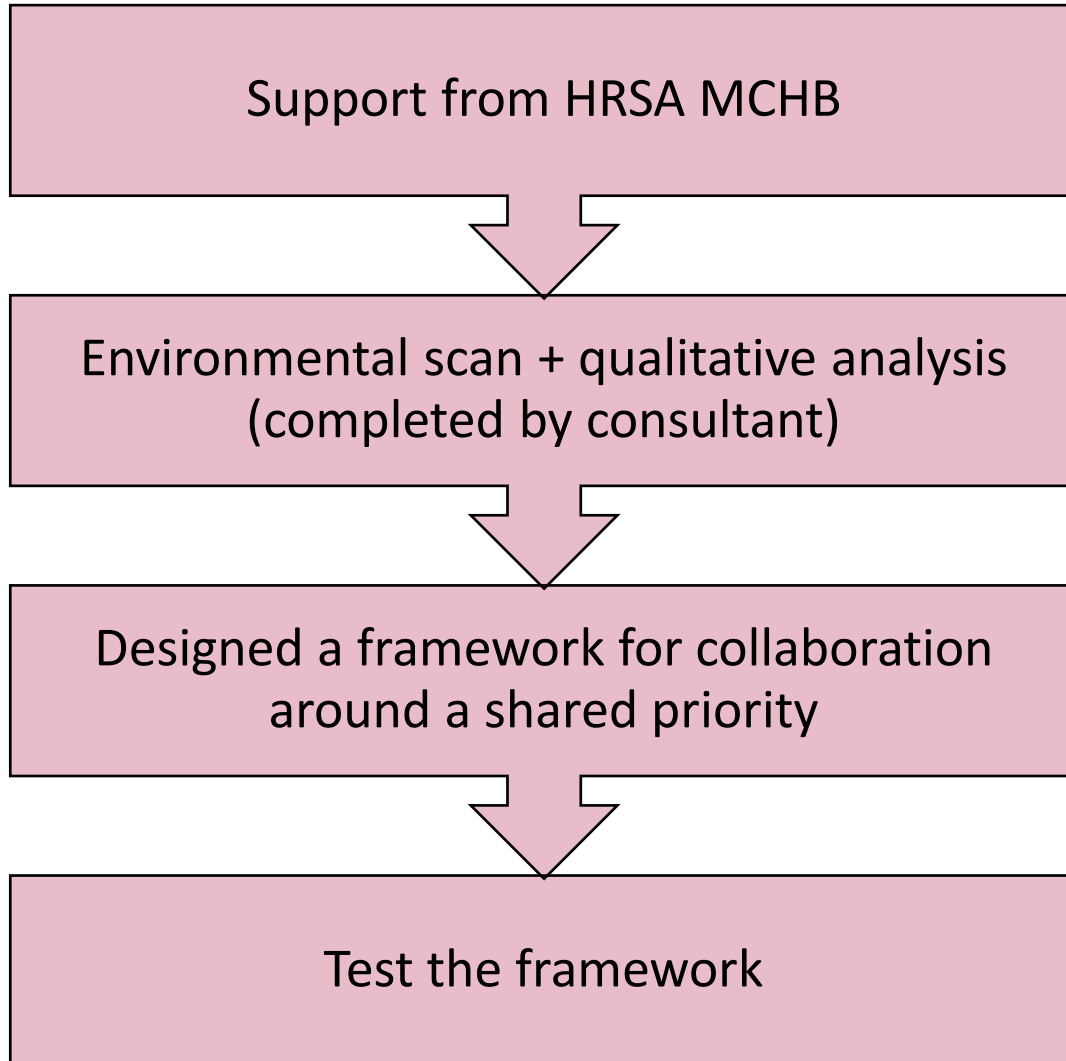 Support from HRSA MCHB
Environmental scan + qualitative analysis
(completed by consultant)
Designed a framework for collaboration
around a shared priority
Test the framework